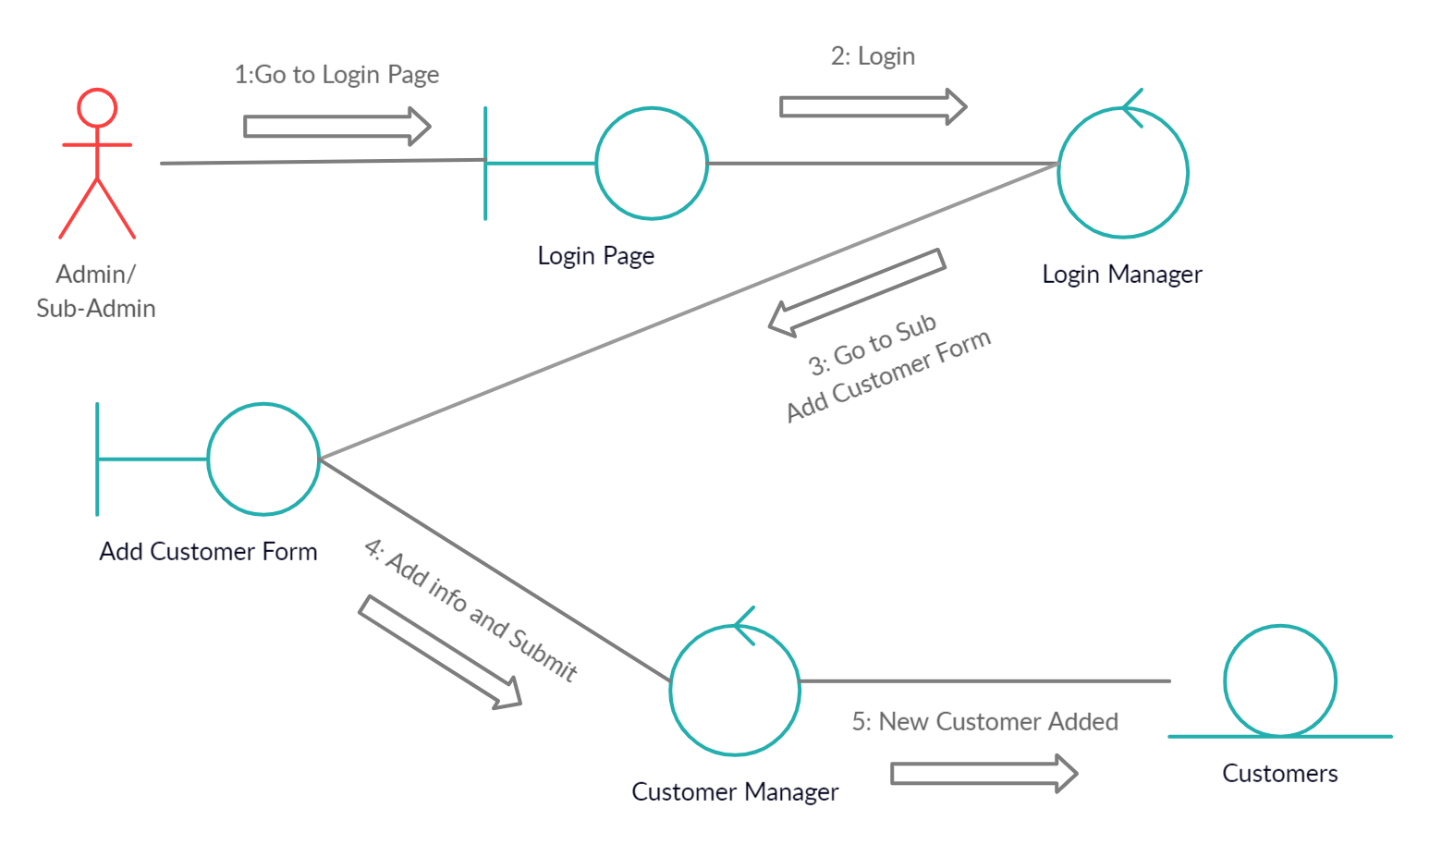 1:Go to Login Page
2: Login
Login Page
Login Manager
Admin/
Sub-Admin
3: Go to Sub
Add Customer Form
Add Customer Form
4: Add info and Submit
5: New Customer Added
Customer Manager
Customers